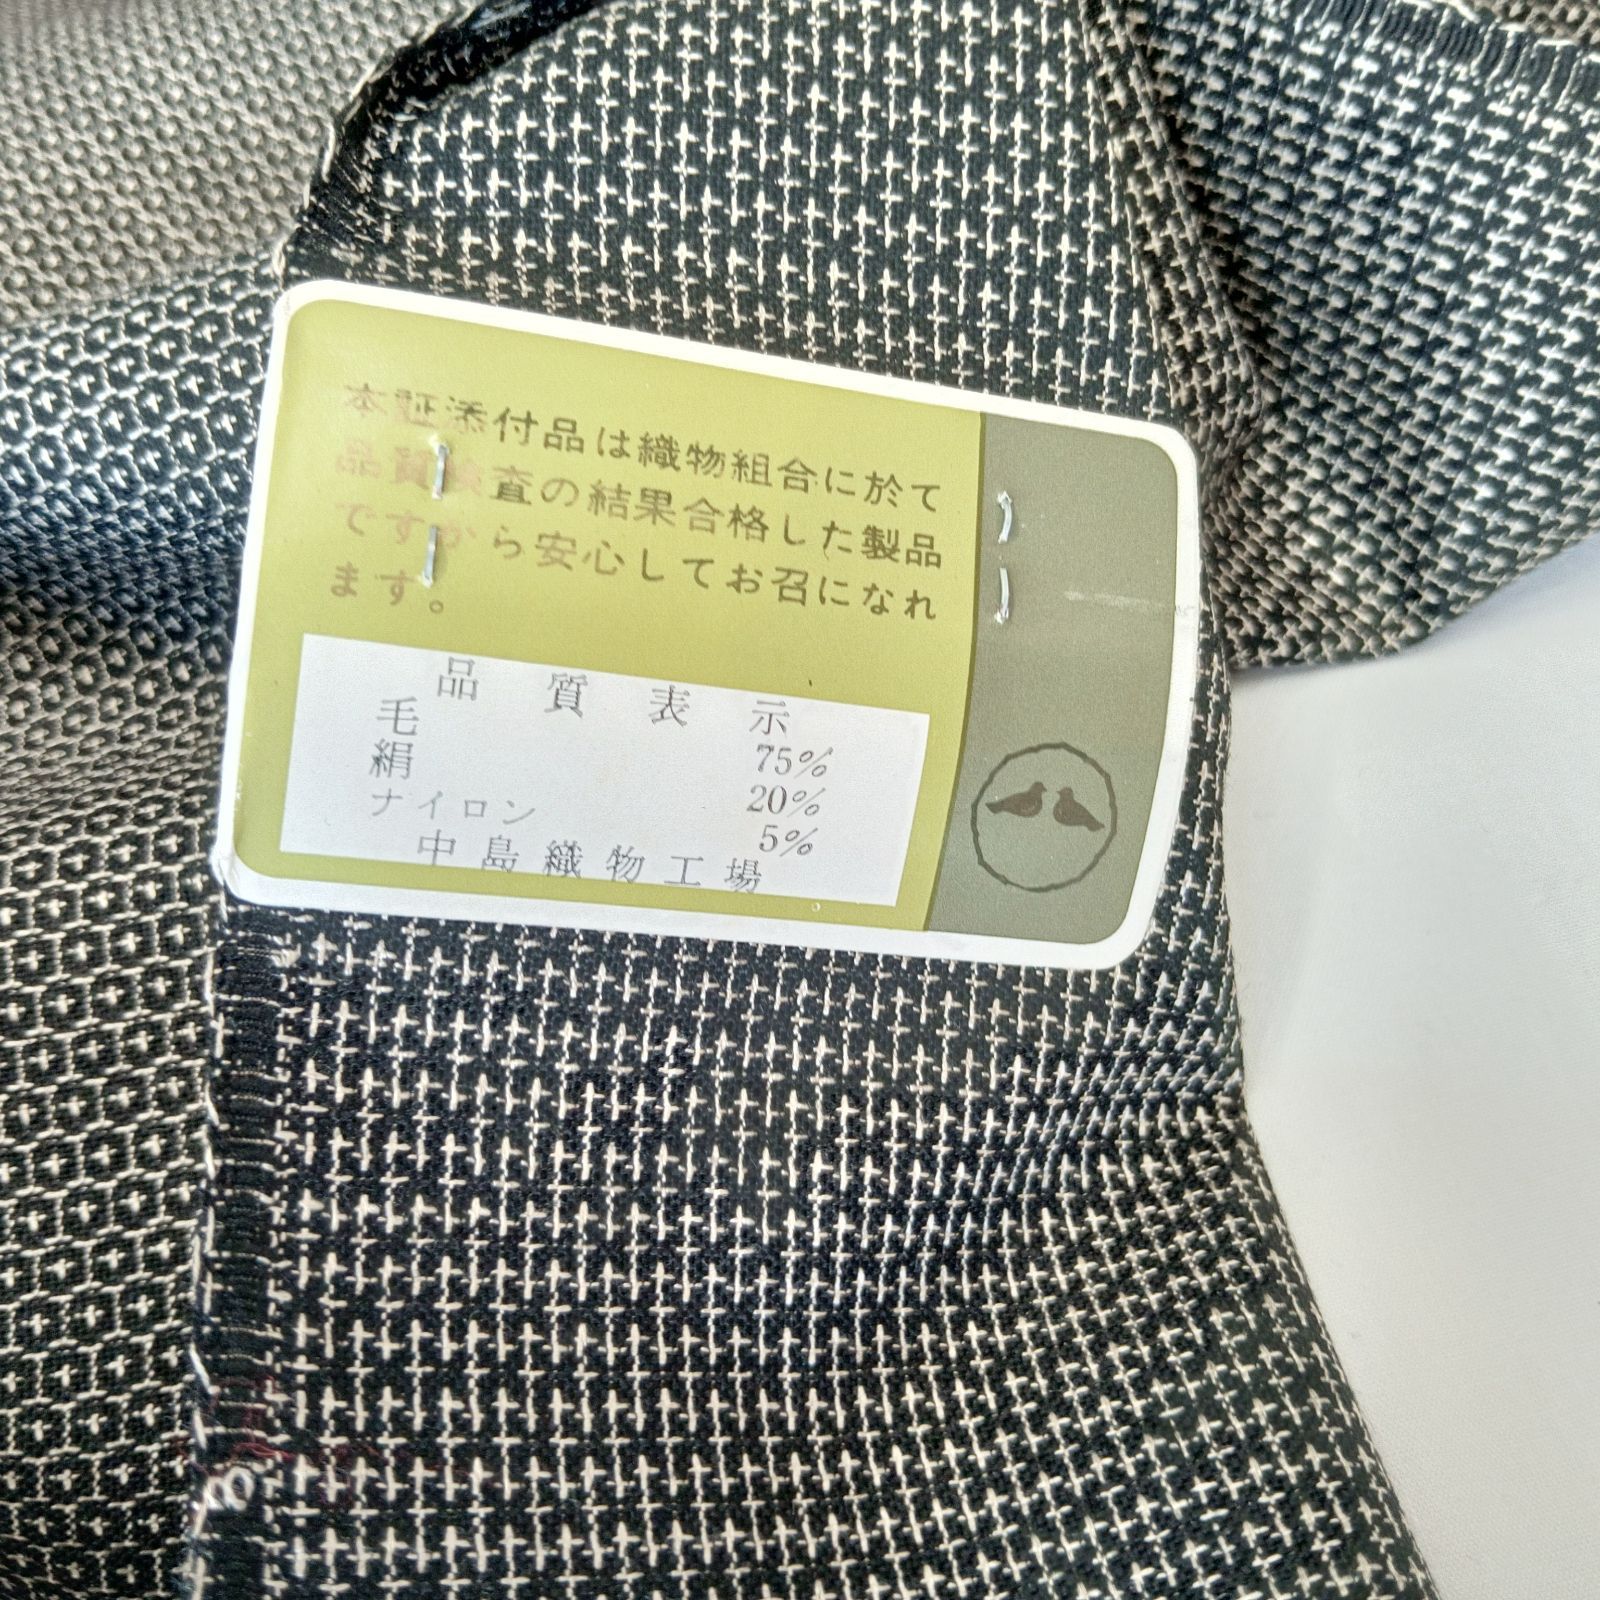 本証添付品は織物組合に於て
品質検査の結果合格した製品
ですから安心してお召になれ
ます。
品質表示
毛 75%
絹 20%
ナイロン 5%
中島織物工場